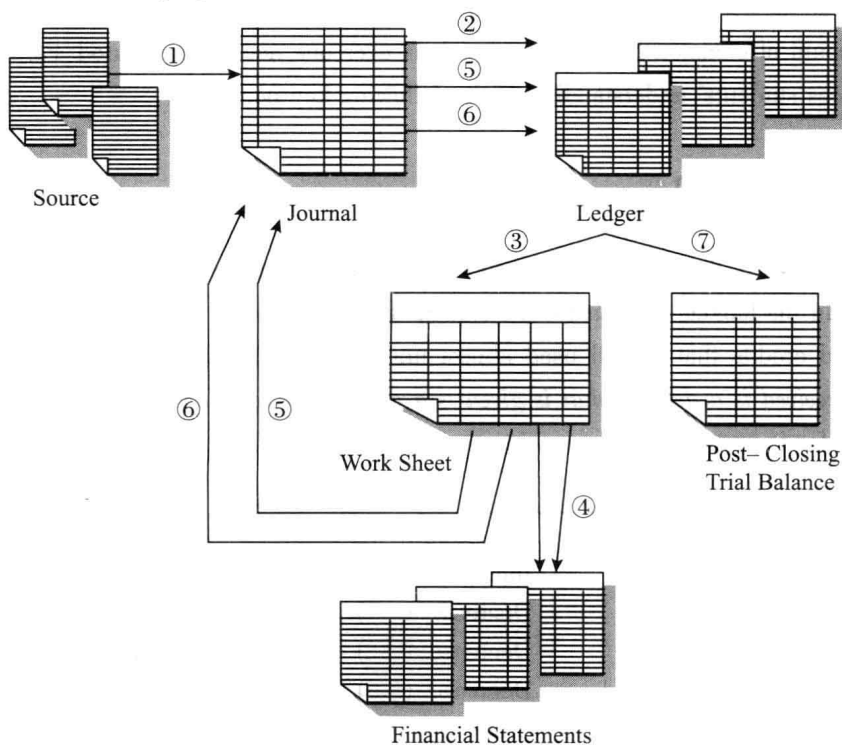 ①
②
⑤
⑥
Source
Journal
Ledger
③
⑦
⑥
⑤
Work Sheet
Post– Closing
Trial Balance
④
Financial Statements